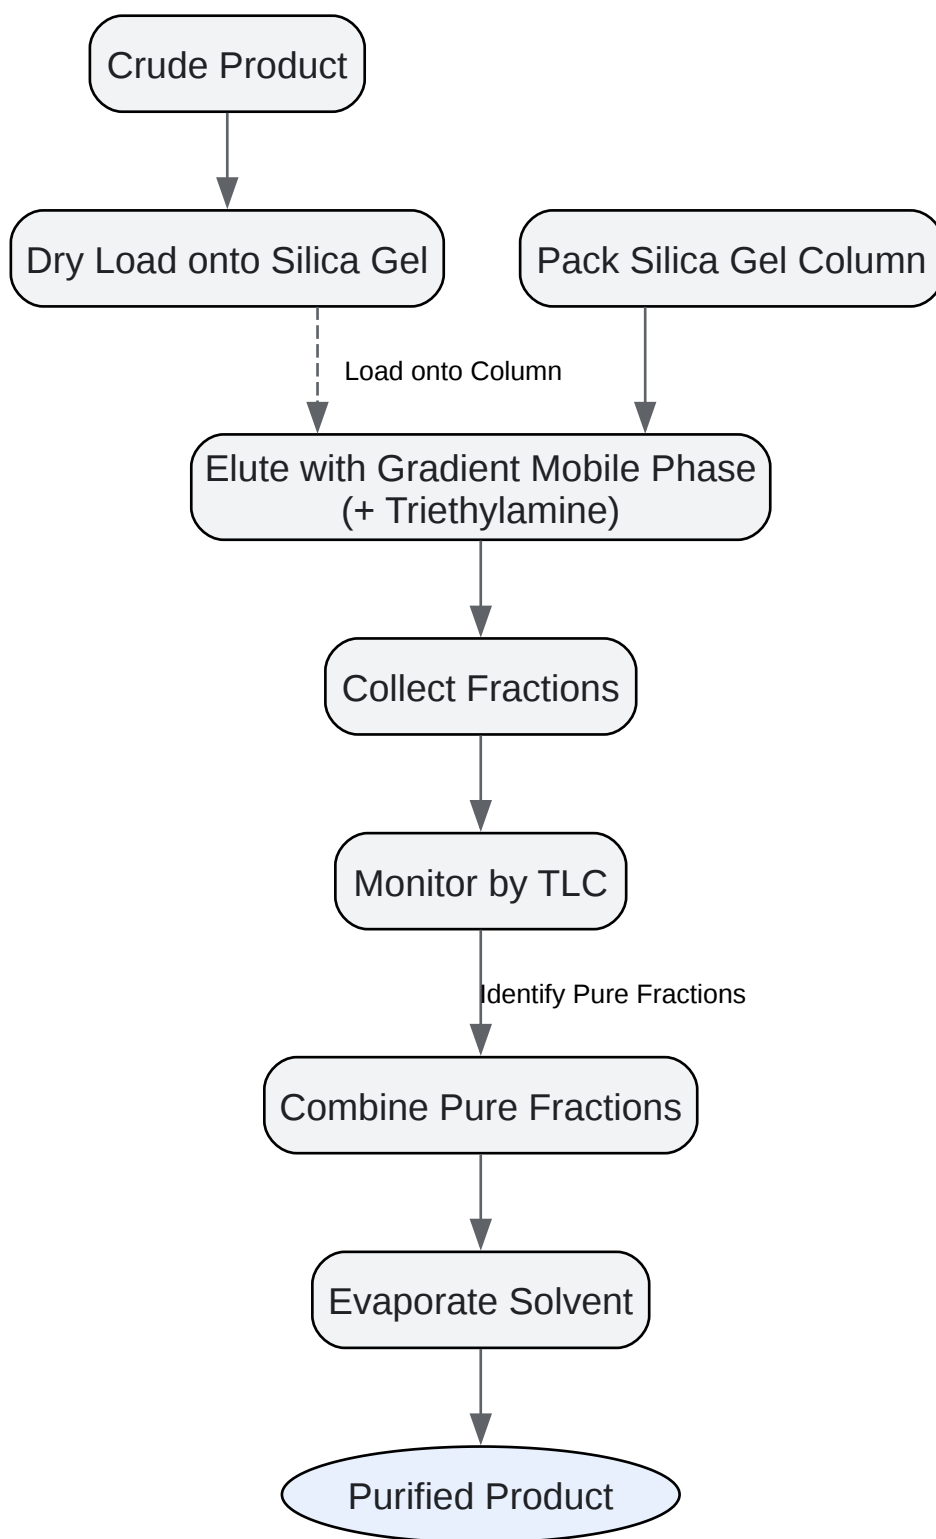 Crude Product
Dry Load onto Silica Gel
Pack Silica Gel Column
Load onto Column
Elute with Gradient Mobile Phase
(+ Triethylamine)
Collect Fractions
Monitor by TLC
Identify Pure Fractions
Combine Pure Fractions
Evaporate Solvent
Purified Product